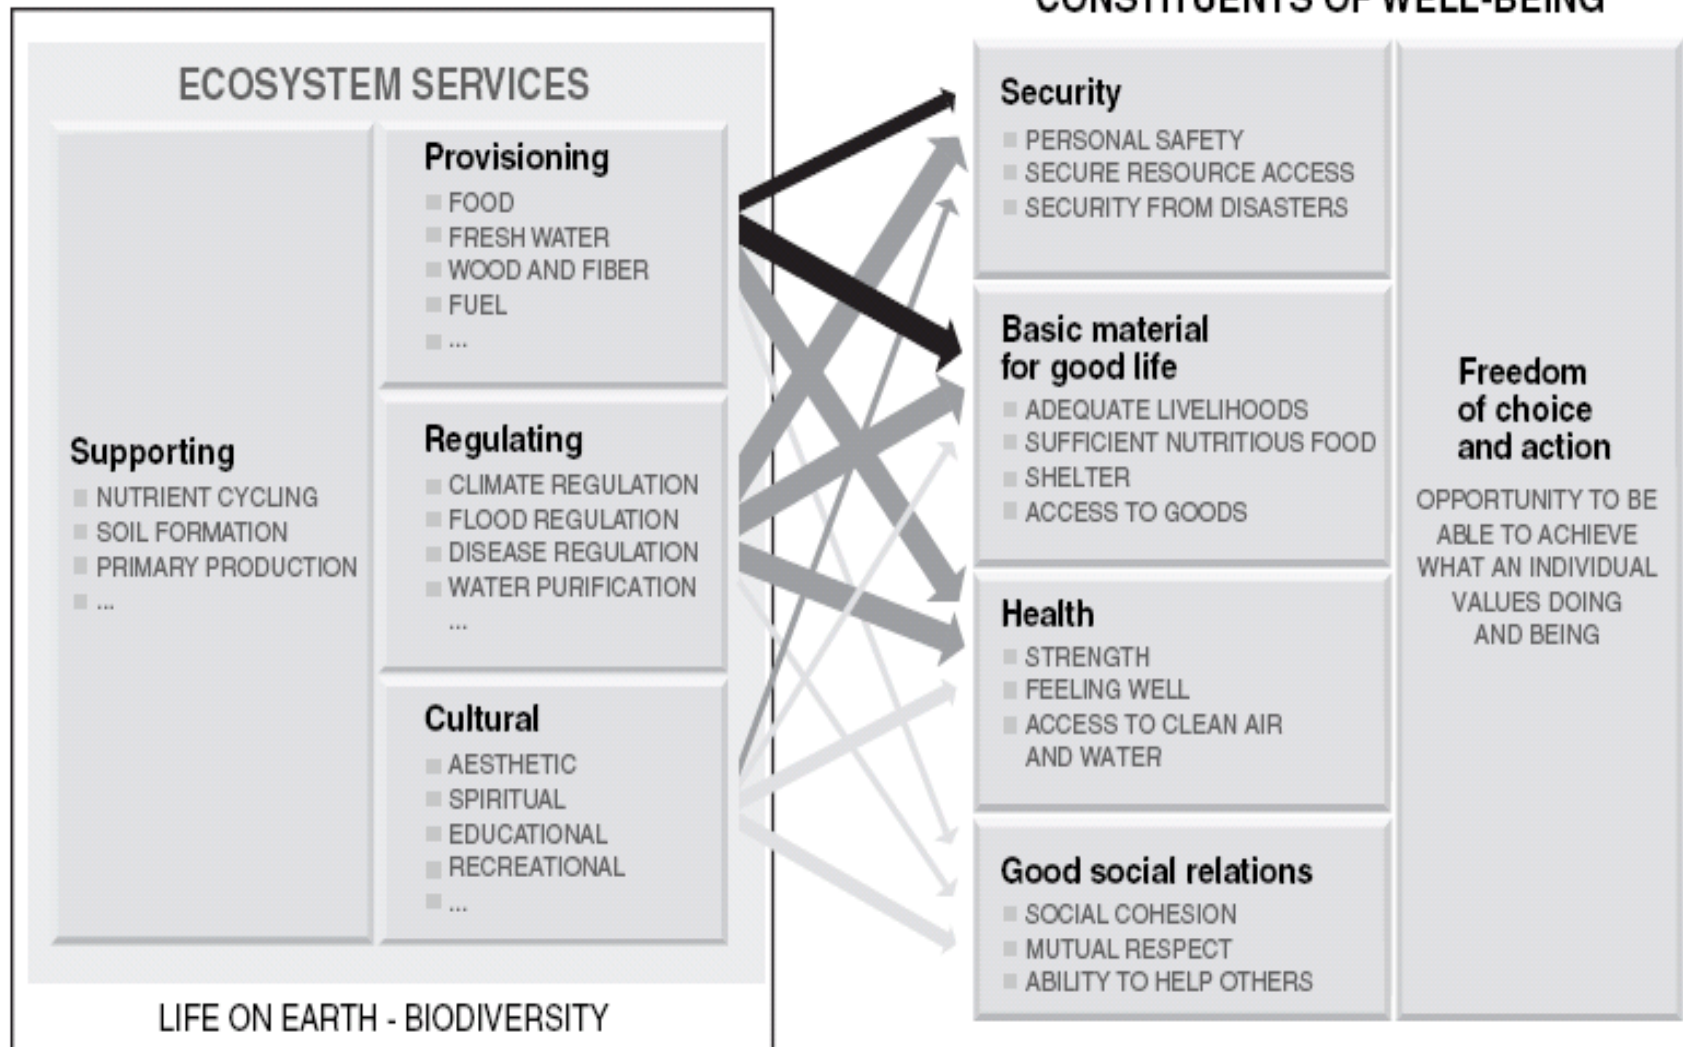 CONSTITUENTS OF WELL-BEING
ECOSYSTEM SERVICES
Supporting
NUTRIENT CYCLING
SOIL FORMATION
PRIMARY PRODUCTION
...
Provisioning
FOOD
FRESH WATER
WOOD AND FIBER
FUEL
...
Regulating
CLIMATE REGULATION
FLOOD REGULATION
DISEASE REGULATION
WATER PURIFICATION
...
Cultural
AESTHETIC
SPIRITUAL
EDUCATIONAL
RECREATIONAL
...
LIFE ON EARTH - BIODIVERSITY
Security
PERSONAL SAFETY
SECURE RESOURCE ACCESS
SECURITY FROM DISASTERS
Basic material
for good life
ADEQUATE LIVELIHOODS
SUFFICIENT NUTRITIOUS FOOD
SHELTER
ACCESS TO GOODS
Health
STRENGTH
FEELING WELL
ACCESS TO CLEAN AIR
AND WATER
Good social relations
SOCIAL COHESION
MUTUAL RESPECT
ABILITY TO HELP OTHERS
Freedom
of choice
and action
OPPORTUNITY TO BE
ABLE TO ACHIEVE
WHAT AN INDIVIDUAL
VALUES DOING
AND BEING